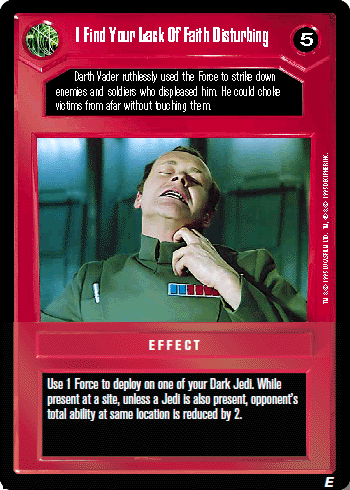 I Find Your Lack Of Faith Disturbing
5
Darth Vader ruthlessly used the Force to strike down
enemies and soldiers who displeased him. He could choke
victims from afar without touching them.
EFFECT
Use 1 Force to deploy on one of your Dark Jedi. While
present at a site, unless a Jedi is also present, opponent's
total ability at same location is reduced by 2.
E